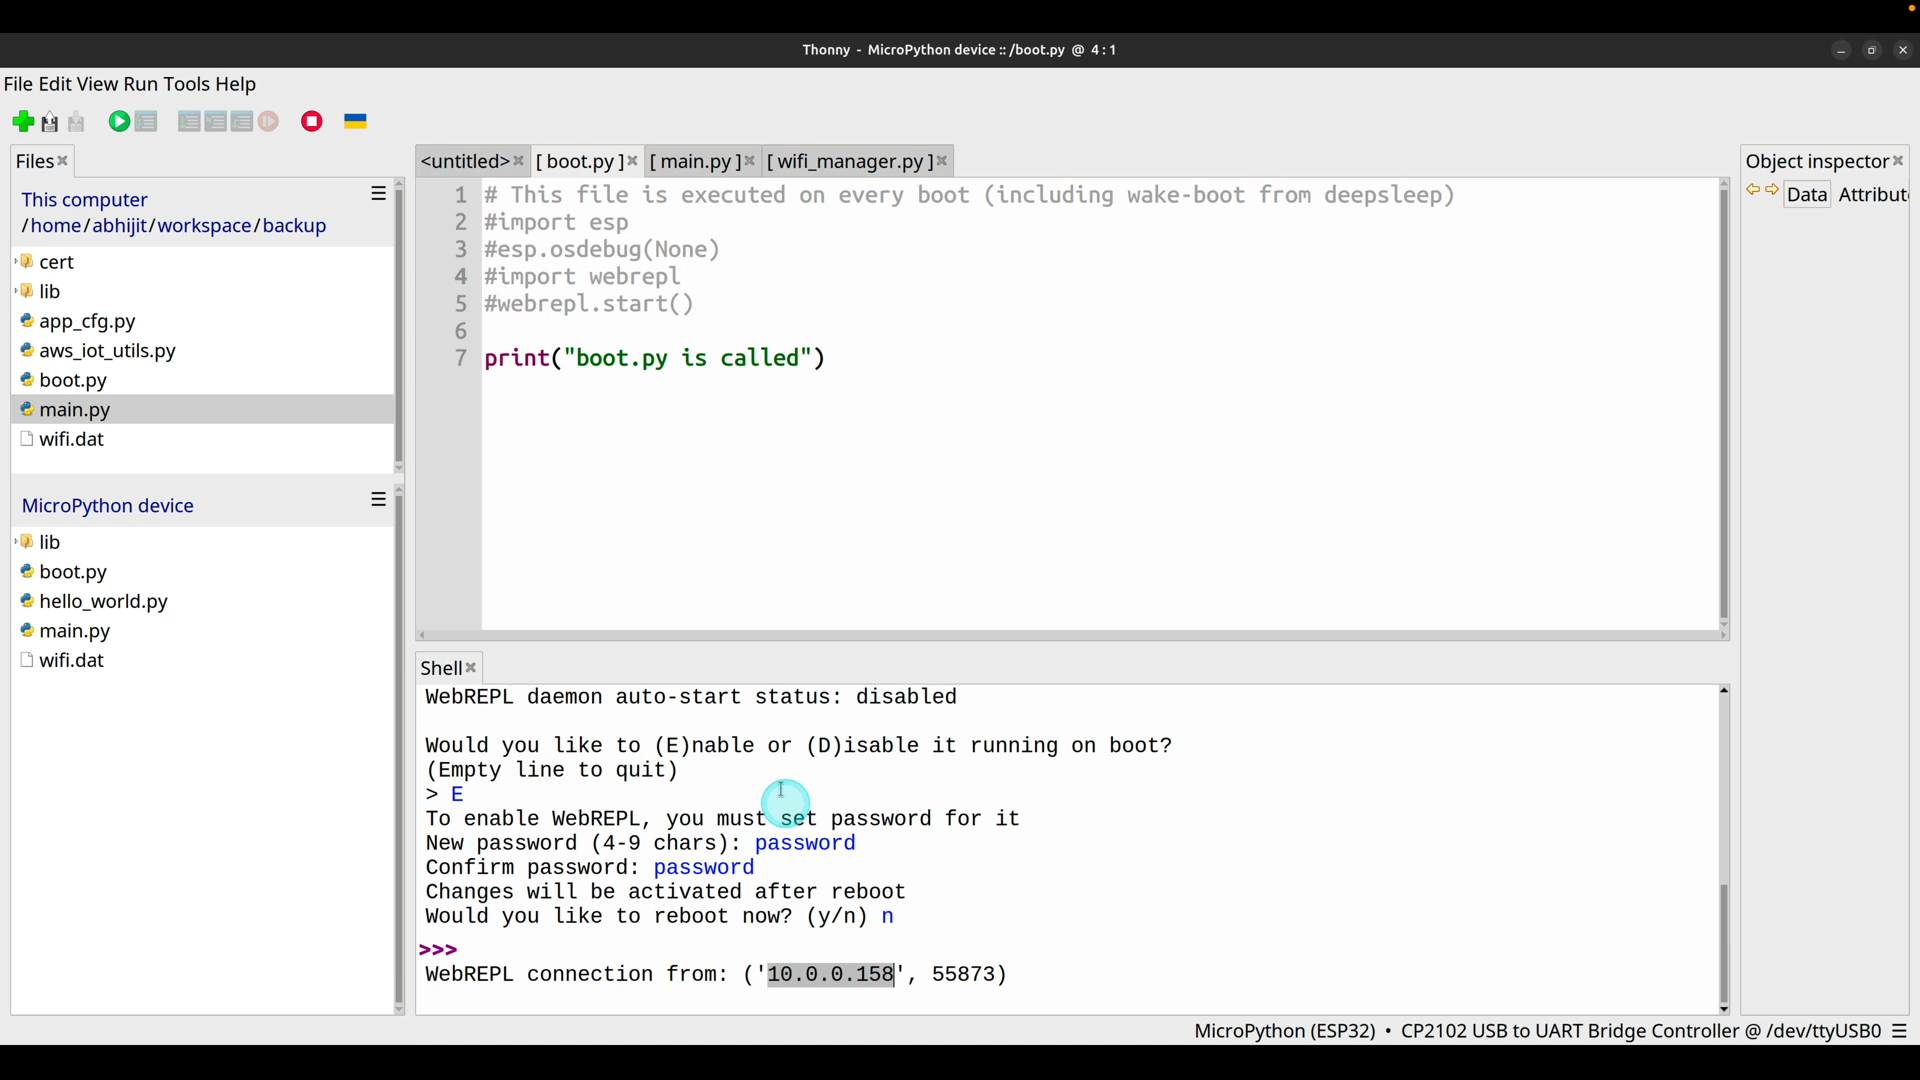 Thonny - MicroPython device :: /boot.py @ 4 : 1
File Edit View Run Tools Help
Files
This computer
/home/abhijit/workspace/backup
cert
lib
app_cfg.py
aws_iot_utils.py
boot.py
main.py
wifi.dat
MicroPython device
lib
boot.py
hello_world.py
main.py
wifi.dat
<untitled> [ boot.py ] [ main.py ] [ wifi_manager.py ]
1 # This file is executed on every boot (including wake-boot from deepsleep)
2 #import esp
3 #esp.osdebug(None)
4 #import webrepl
5 #webrepl.start()
6
7 print("boot.py is called")
Shell
WebREPL daemon auto-start status: disabled
Would you like to (E)nable or (D)isable it running on boot?
(Empty line to quit)
> E
To enable WebREPL, you must set password for it
New password (4-9 chars): password
Confirm password: password
Changes will be activated after reboot
Would you like to reboot now? (y/n) n
>>>
WebREPL connection from: ('10.0.0.158', 55873)
Object inspector
Data Attribut
MicroPython (ESP32) • CP2102 USB to UART Bridge Controller @ /dev/ttyUSB0